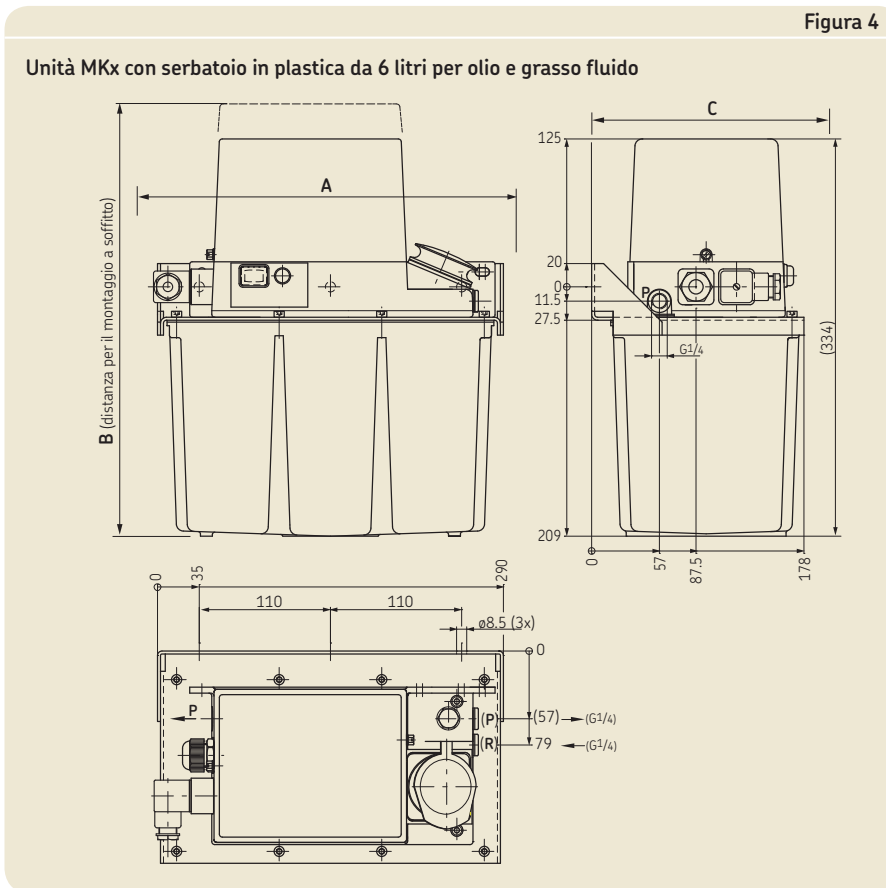 Figura 4
Unità MKx con serbatoio in plastica da 6 litri per olio e grasso fluido
A
B (distanza per il montaggio a soffitto)
C
125
20
0
11.5
27.5
P
G1/4
(334)
209
0
57
87.5
178
0
35
290
110
110
ø8.5 (3x)
0
P
(P)
(57)
(G1/4)
(R)
79
(G1/4)